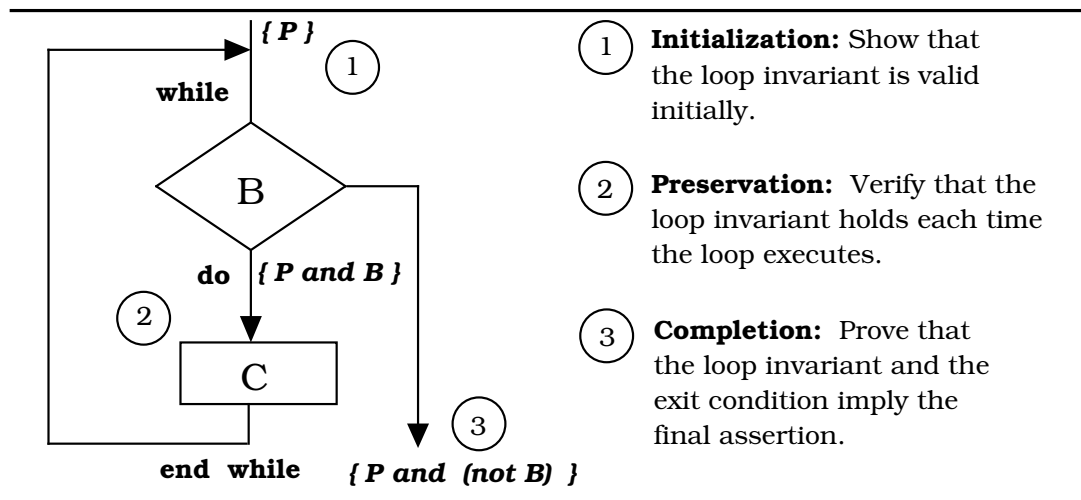 { P }
1
while
B
do
{ P and B }
2
C
3
end while
{ P and (not B) }
1
Initialization: Show that
the loop invariant is valid
initially.
2
Preservation: Verify that the
loop invariant holds each time
the loop executes.
3
Completion: Prove that
the loop invariant and the
exit condition imply the
final assertion.